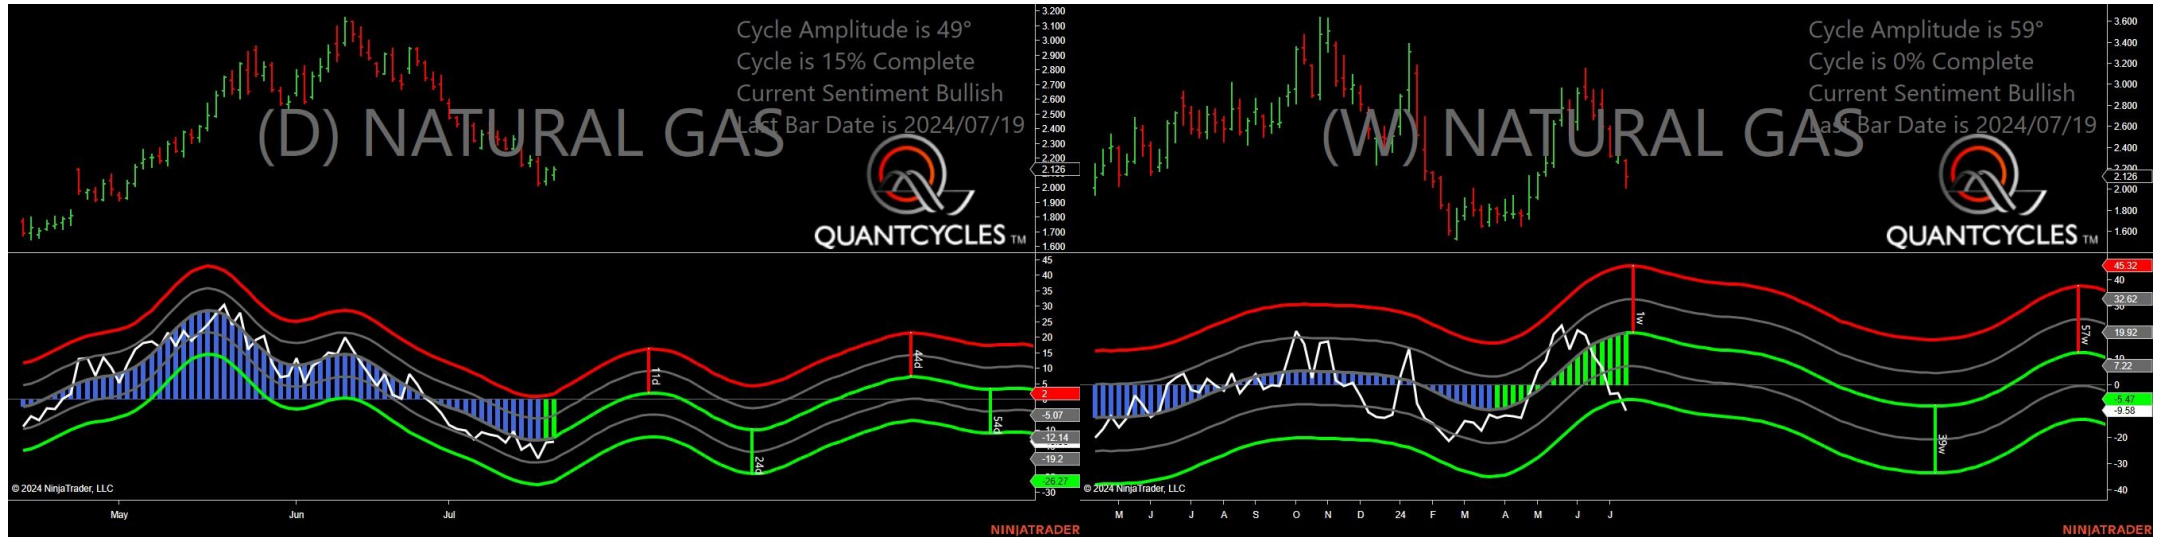 Cycle Amplitude is 49°
Cycle is 15% Complete
Current Sentiment Bullish
Last Bar Date is 2024/07/19
(D) NATURAL GAS
QUANTCYCLES TM
3.200
3.100
3.000
2.900
2.800
2.700
2.600
2.500
2.400
2.300
2.200
2.126
2.000
1.900
1.800
1.700
1.600
45
40
35
30
25
20
15
10
5
2
-5.07
-12.14
-19.2
-26.27
-30
11d
24d
44d
54d
© 2024 NinjaTrader, LLC
May
Jun
Jul
NINJATRADER
Cycle Amplitude is 59°
Cycle is 0% Complete
Current Sentiment Bullish
Last Bar Date is 2024/07/19
(W) NATURAL GAS
QUANTCYCLES TM
3.600
3.400
3.200
3.000
2.800
2.600
2.400
2.200
2.126
2.000
1.800
1.600
45.32
40
32.62
30
19.92
10
7.22
0
-5.47
-9.58
-20
-30
-40
1w
39w
57w
© 2024 NinjaTrader, LLC
M J J A S O N D 24 F M A M J J
NINJATRADER